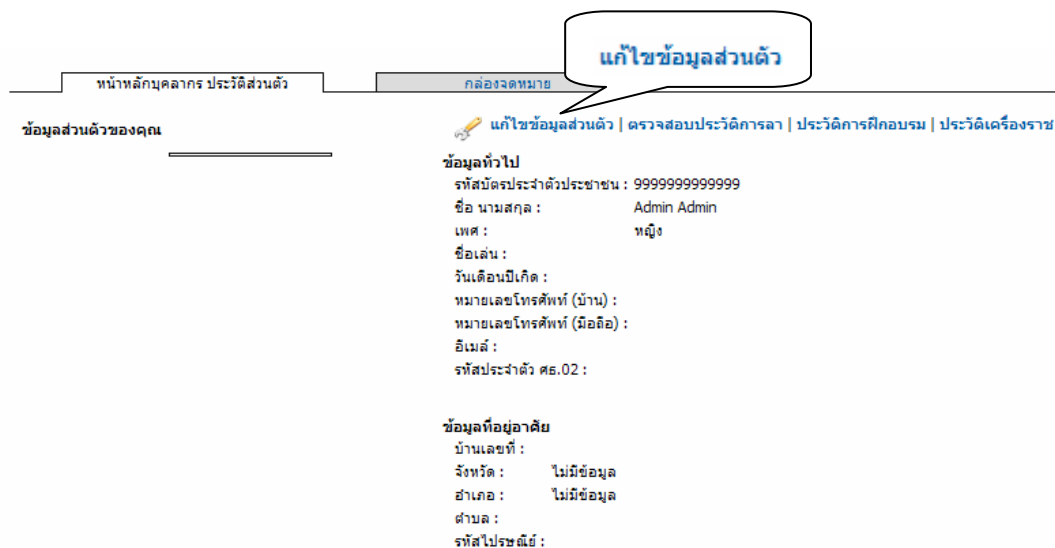 แก้ไขข้อมูลส่วนตัว
หน้าหลักบุคลากร ประวัติส่วนตัว
กล่องจดหมาย
ข้อมูลส่วนตัวของคุณ
แก้ไขข้อมูลส่วนตัว | ตรวจสอบประวัติการลา | ประวัติการฝึกอบรม | ประวัติเครื่องราช
ข้อมูลทั่วไป
รหัสบัตรประจำตัวประชาชน : 9999999999999
ชื่อ นามสกุล : Admin Admin
เพศ : หญิง
ชื่อเล่น :
วันเดือนปีเกิด :
หมายเลขโทรศัพท์ (บ้าน) :
หมายเลขโทรศัพท์ (มือถือ) :
อีเมล์ :
รหัสประจำตัว ศธ.02 :
ข้อมูลที่อยู่อาศัย
บ้านเลขที่ :
จังหวัด : ไม่มีข้อมูล
อำเภอ : ไม่มีข้อมูล
ตำบล :
รหัสไปรษณีย์ :